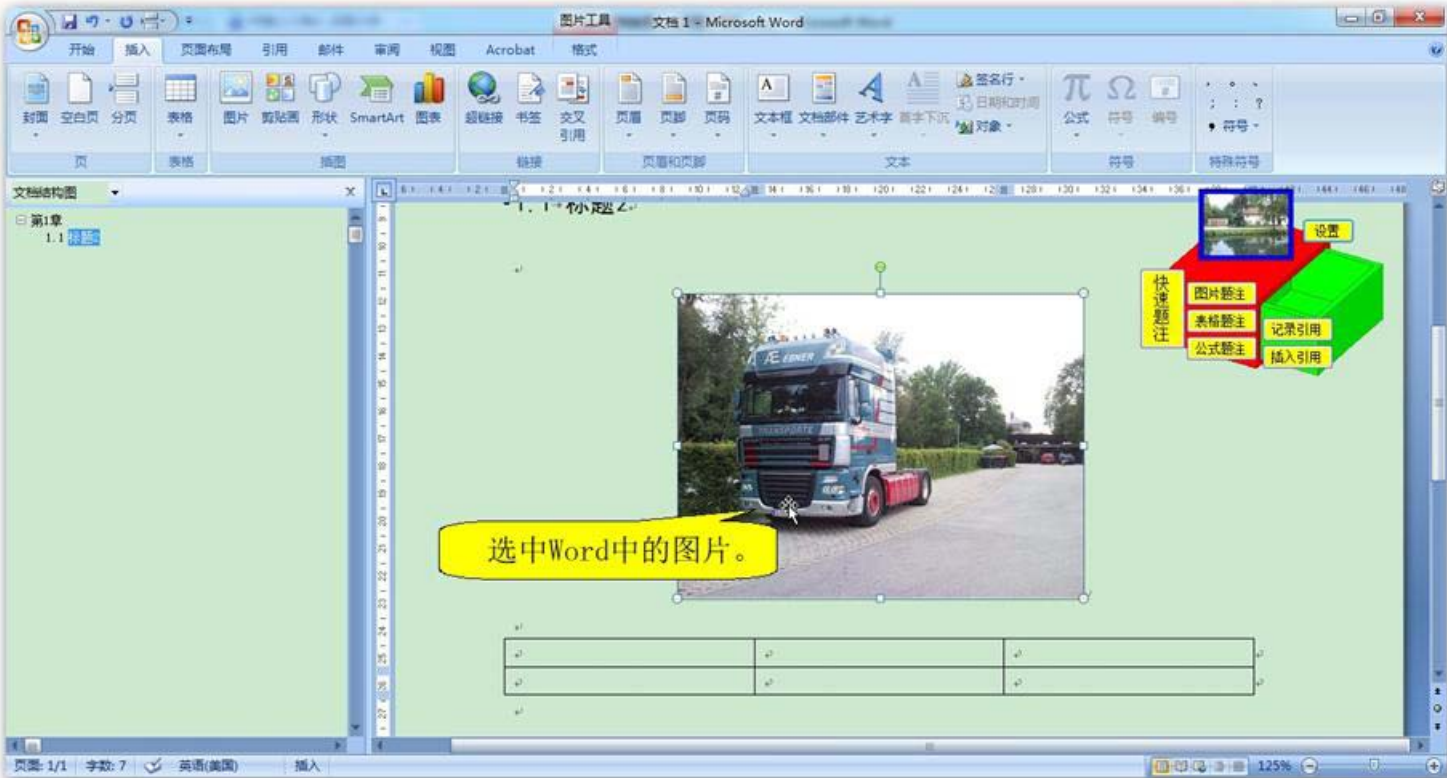 图片工具
文档 1 - Microsoft Word
开始 插入 页面布局 引用 邮件 审阅 视图 Acrobat 格式
封面 空白页 分页 表格 图片 剪贴画 形状 SmartArt 图表 超链接 书签 交叉引用 页眉 页脚 页码 文本框 文档部件 艺术字 首字下沉
签名行
日期和时间
对象
公式 符号 编号
符号
页 表格 插图 链接 页眉和页脚 文本 符号 特殊符号
文档结构图
第1章
1.1 标题2
1.1 标题2
设置
快速题注
图片题注
表格题注
公式题注
记录引用
插入引用
Æ EBNER
TRANSPORTE
选中Word中的图片。
页面: 1/1 字数: 7 英语(美国) 插入 125%